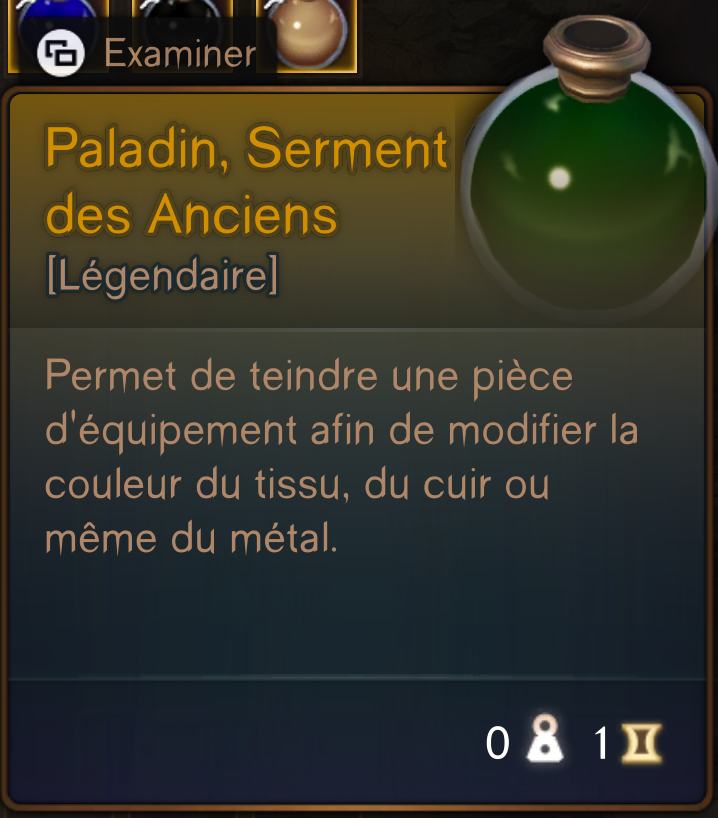 Examiner
Paladin, Serment
des Anciens
[Légendaire]
Permet de teindre une pièce
d'équipement afin de modifier la
couleur du tissu, du cuir ou
même du métal.
0 1